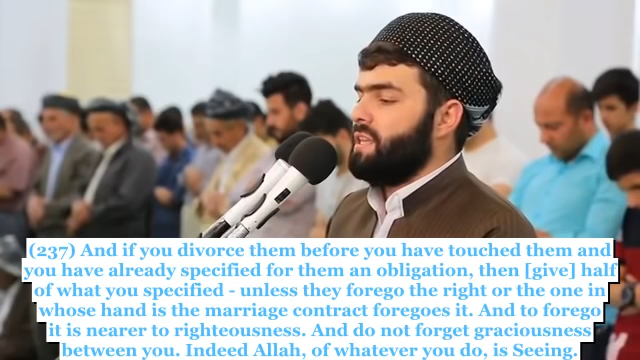 (237) And if you divorce them before you have touched them and
you have already specified for them an obligation, then [give] half
of what you specified - unless they forego the right or the one in
whose hand is the marriage contract foregoes it. And to forego
it is nearer to righteousness. And do not forget graciousness
between you. Indeed Allah, of whatever you do, is Seeing.